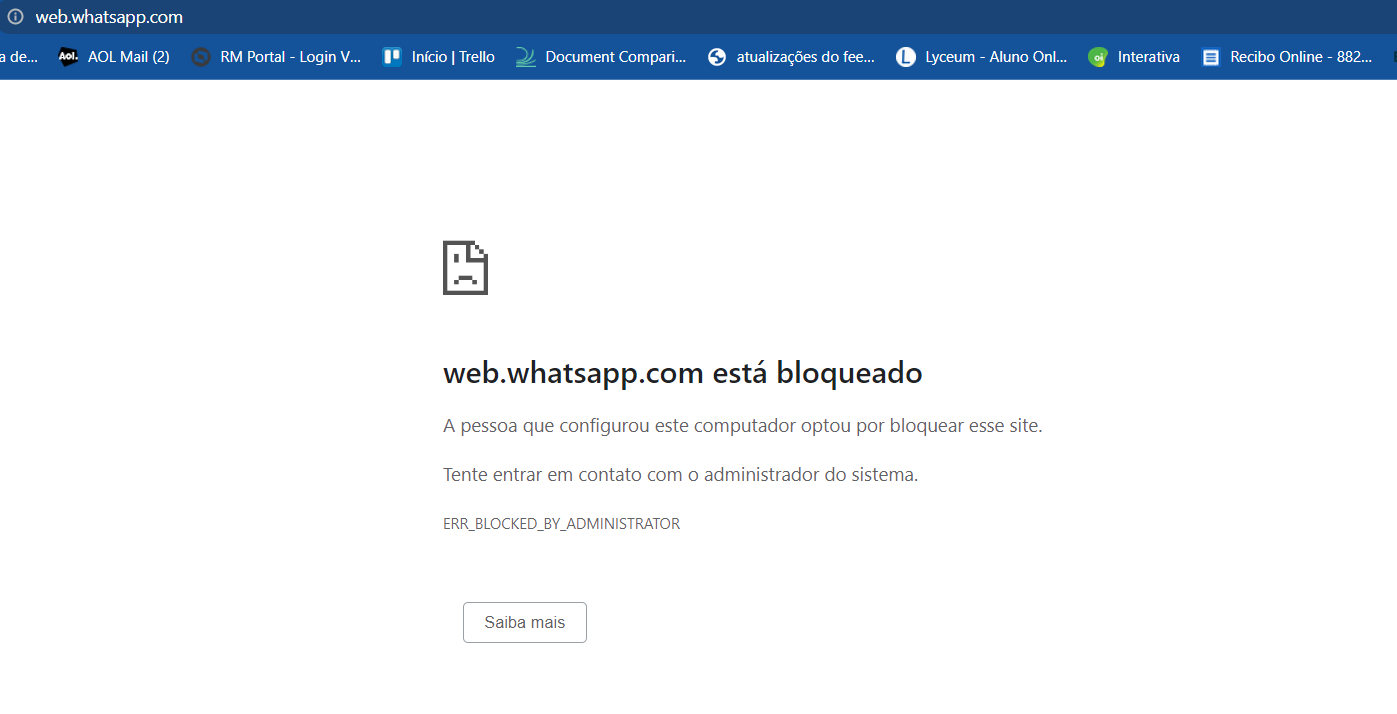 web.whatsapp.com
a de... AOL Mail (2) RM Portal - Login V... Início | Trello Document Compari... atualizações do fee... Lyceum - Aluno Onl... Interativa Recibo Online - 882...
web.whatsapp.com está bloqueado
A pessoa que configurou este computador optou por bloquear esse site.
Tente entrar em contato com o administrador do sistema.
ERR_BLOCKED_BY_ADMINISTRATOR
Saiba mais